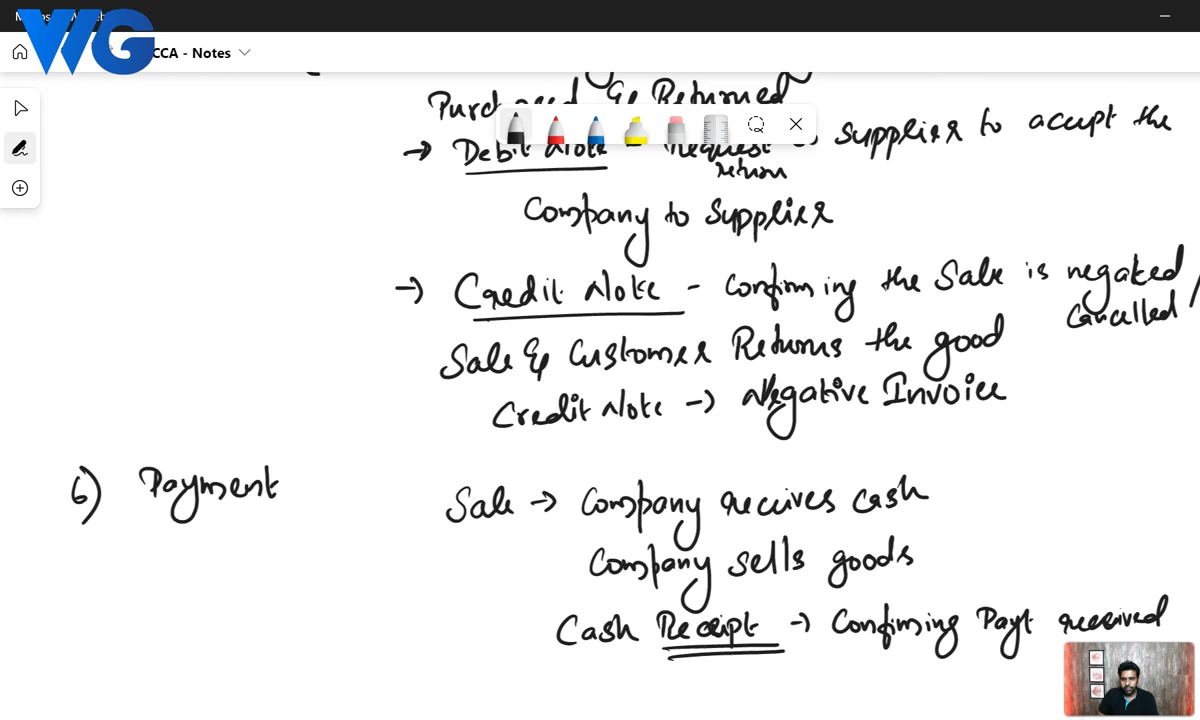 WG
CCA - Notes
Purchased & Returned
→ Debit Note - Request to supplier to accept the
return
Company to supplier
→ Credit Note - Confirming the Sale is negated /
Cancelled
Sale & Customer Returns the good
Credit Note → Negative Invoice
6) Payment
Sale → Company receives cash
Company sells goods
Cash Receipt → Confirming Payt received